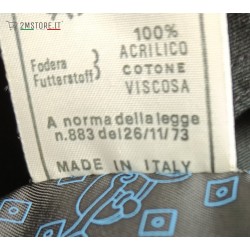 2MSTORE.IT
100%
ACRILICO
Fodera
Futterstoff
COTONE
VISCOSA
A norma della legge
n.883 del 26/11/73
MADE IN ITALY